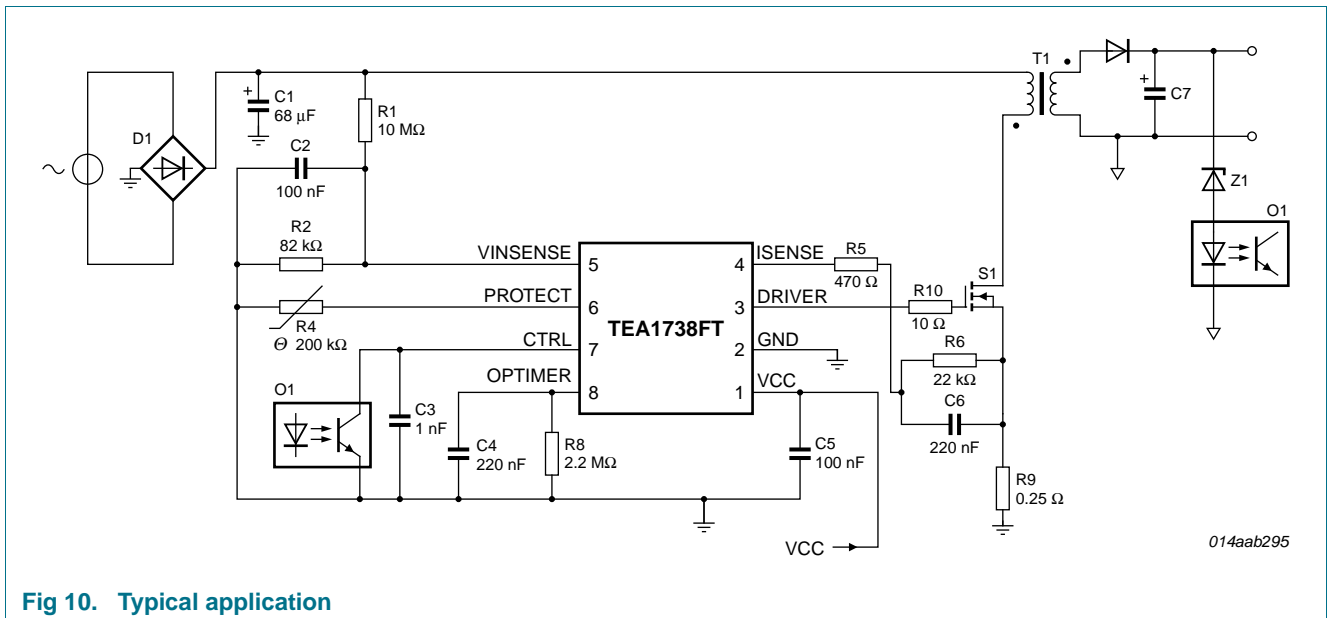 T1
C7
+
C1
68 μF
+
R1
10 MΩ
D1
C2
100 nF
Z1
O1
R2
82 kΩ
VINSENSE
5
4
ISENSE
R5
470 Ω
S1
PROTECT
6
3
DRIVER
R10
10 Ω
R4
Θ 200 kΩ
TEA1738FT
CTRL
7
2
GND
R6
22 kΩ
OPTIMER
8
1
VCC
C6
220 nF
O1
C3
1 nF
C4
220 nF
R8
2.2 MΩ
C5
100 nF
R9
0.25 Ω
VCC
014aab295
Fig 10. Typical application